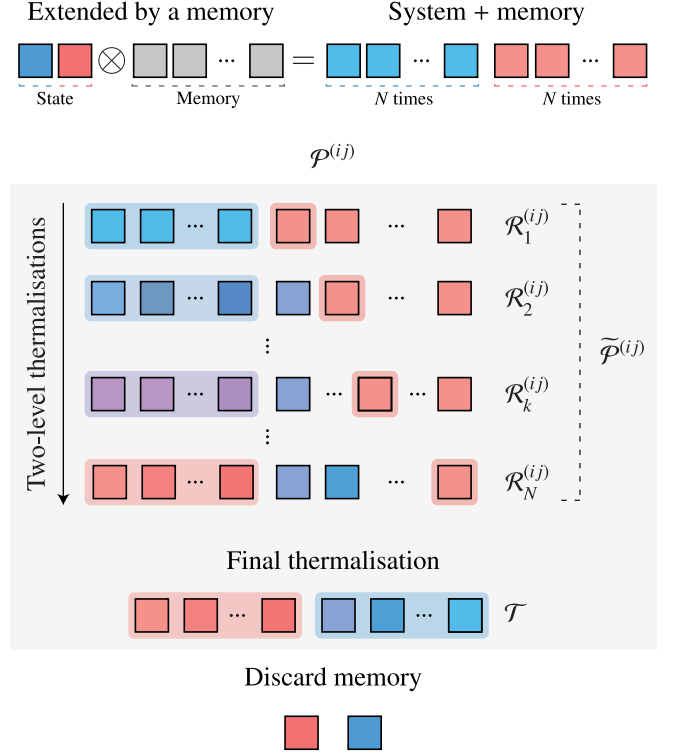 Extended by a memory
System + memory
⊗ ··· = ··· ···
State
Memory
N times
N times
𝒫^(ij)
Two-level thermalisations
··· ··· ℛ_1^(ij)
··· ··· ℛ_2^(ij)
⋮
··· ··· ··· ℛ_k^(ij)
⋮
··· ··· ℛ_N^(ij)
𝒫̃^(ij)
Final thermalisation
··· ··· 𝒯
Discard memory